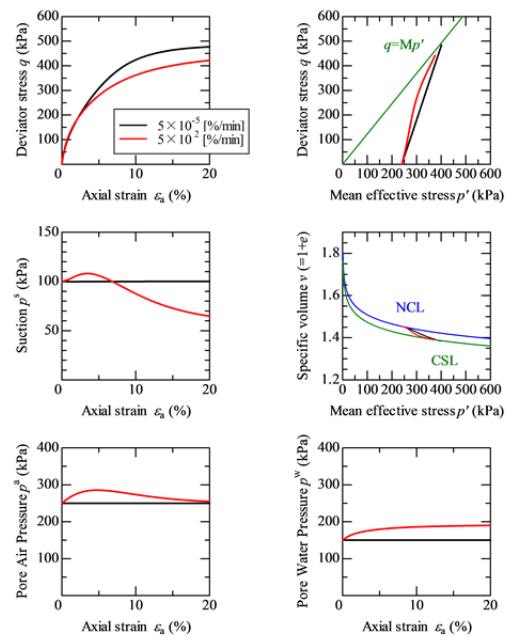 Deviator stress q (kPa)
600
500
400
300
200
100
0
10
20
Axial strain εa (%)
5×10-5 [%/min]
5×10-2 [%/min]
Deviator stress q (kPa)
600
500
400
300
200
100
q=Mp'
0 100 200 300 400 500 600
Mean effective stress p' (kPa)
Suction ps (kPa)
150
100
50
0
0
10
20
Axial strain εa (%)
Specific volume v (=1+e)
1.8
1.6
1.4
1.2
NCL
CSL
0 100 200 300 400 500 600
Mean effective stress p' (kPa)
Pore Air Pressure pa (kPa)
400
300
200
100
0
0
10
20
Axial strain εa (%)
Pore Water Pressure pw (kPa)
400
300
200
100
0
0
10
20
Axial strain εa (%)